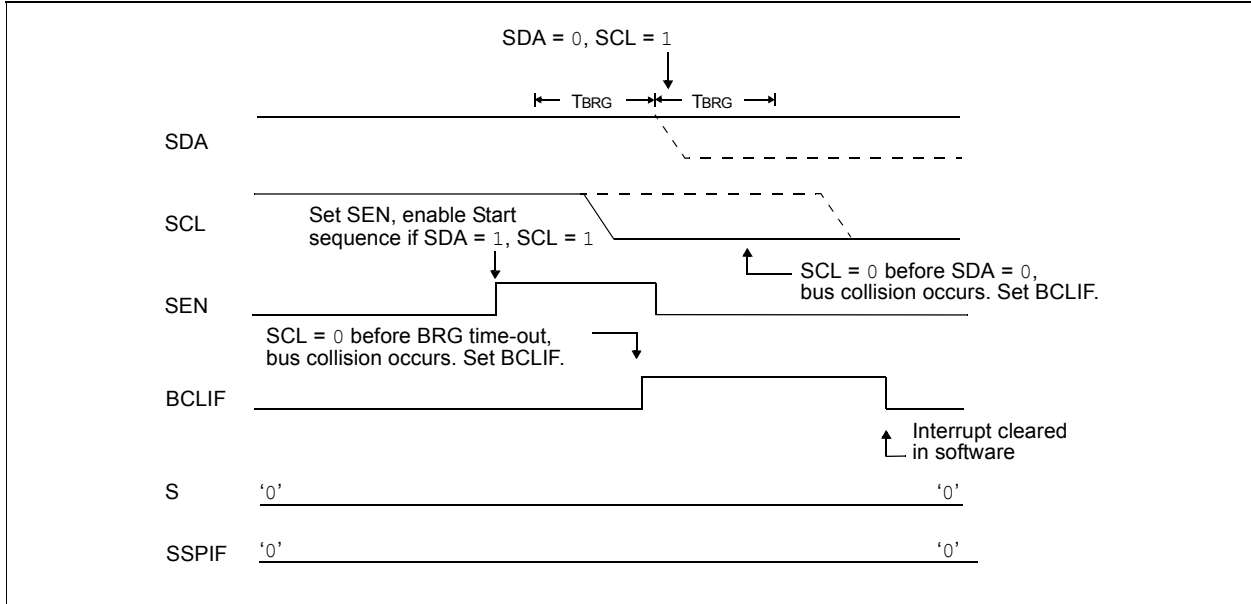 SDA = 0, SCL = 1
TBRG TBRG
SDA
SCL
Set SEN, enable Start
sequence if SDA = 1, SCL = 1
SCL = 0 before SDA = 0,
bus collision occurs. Set BCLIF.
SEN
SCL = 0 before BRG time-out,
bus collision occurs. Set BCLIF.
BCLIF
Interrupt cleared
in software
S ‘0’ ‘0’
SSPIF ‘0’ ‘0’